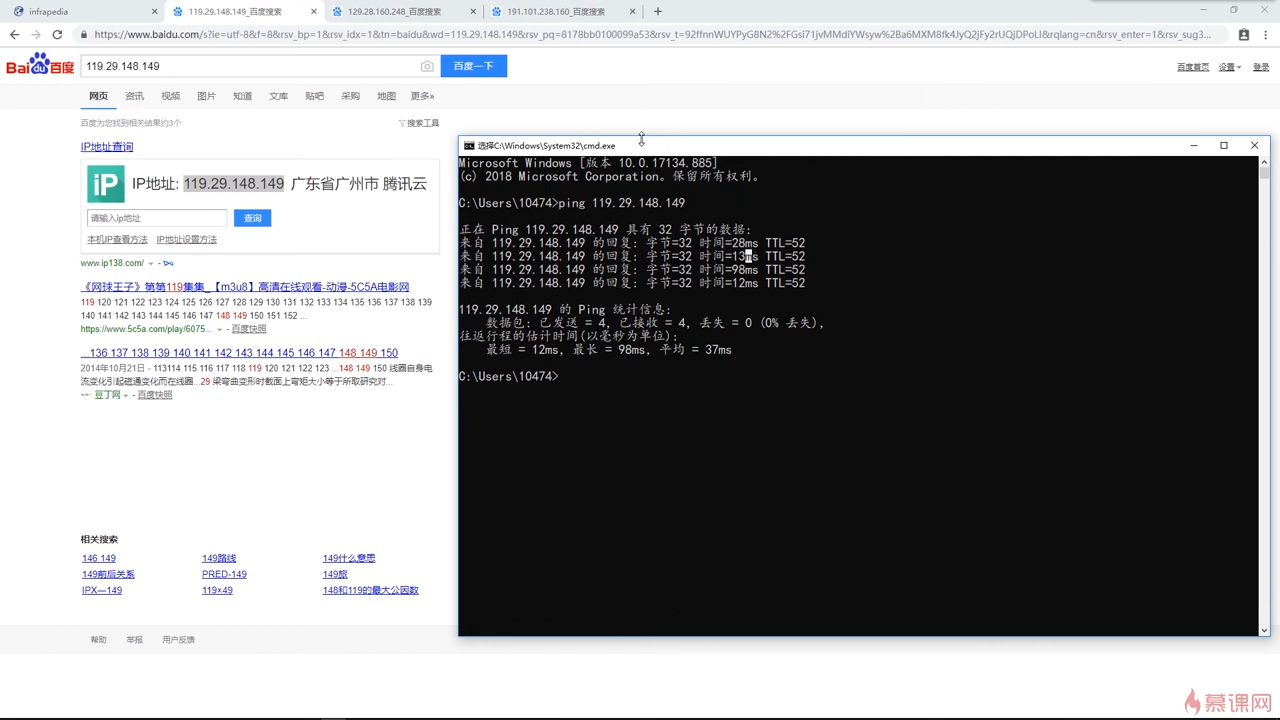 infrapedia
119.29.148.149_百度搜索
129.28.160.248_百度搜索
191.101.238.160_百度搜索
https://www.baidu.com/s?ie=utf-8&f=8&rsv_bp=1&rsv_idx=1&tn=baidu&wd=119.29.148.149&rsv_pq=8178bb0100099a53&rsv_t=92ffnnWUYPyG8N2%2FGsi71jvMMdiYWsyw%2Ba6MXM8fk4JyQ2jFy2rUQjDPoLI&rqlang=cn&rsv_enter=1&rsv_sug3...
Bai du 百度
119.29.148.149
百度一下
百度首页 设置 登录
网页 资讯 视频 图片 知道 文库 贴吧 采购 地图 更多»
百度为您找到相关结果约3个
搜索工具
IP地址查询
iP
IP地址: 119.29.148.149 广东省广州市 腾讯云
请输入ip地址
查询
本机IP查看方法 IP地址设置方法
www.ip138.com/
《网球王子》第第119集集_【m3u8】高清在线观看-动漫-5C5A电影网
119 120 121 122 123 124 125 126 127 128 129 130 131 132 133 134 135 136 137 138 139
140 141 142 143 144 145 146 147 148 149 150 151 152 ...
https://www.5c5a.com/play/6075... - 百度快照
...136 137 138 139 140 141 142 143 144 145 146 147 148 149 150
2014年10月21日 - 113114 115 116 117 118 119 120 121 122 123 ... 148 149 150 线圈自身电
流变化引起磁通变化而在线圈...29 梁弯曲变形时截面上弯矩大小等于所取研究对...
豆丁网 - 百度快照
相关搜索
146 149 149路线 149什么意思
149前后关系 PRED-149 149旅
IPX—149 119×49 148和119的最大公因数
帮助 举报 用户反馈
选择C:\Windows\System32\cmd.exe
Microsoft Windows [版本 10.0.17134.885]
(c) 2018 Microsoft Corporation。保留所有权利。
C:\Users\10474>ping 119.29.148.149
正在 Ping 119.29.148.149 具有 32 字节的数据:
来自 119.29.148.149 的回复: 字节=32 时间=28ms TTL=52
来自 119.29.148.149 的回复: 字节=32 时间=13ms TTL=52
来自 119.29.148.149 的回复: 字节=32 时间=98ms TTL=52
来自 119.29.148.149 的回复: 字节=32 时间=12ms TTL=52
119.29.148.149 的 Ping 统计信息:
数据包: 已发送 = 4, 已接收 = 4, 丢失 = 0 (0% 丢失),
往返行程的估计时间(以毫秒为单位):
最短 = 12ms, 最长 = 98ms, 平均 = 37ms
C:\Users\10474>
慕课网